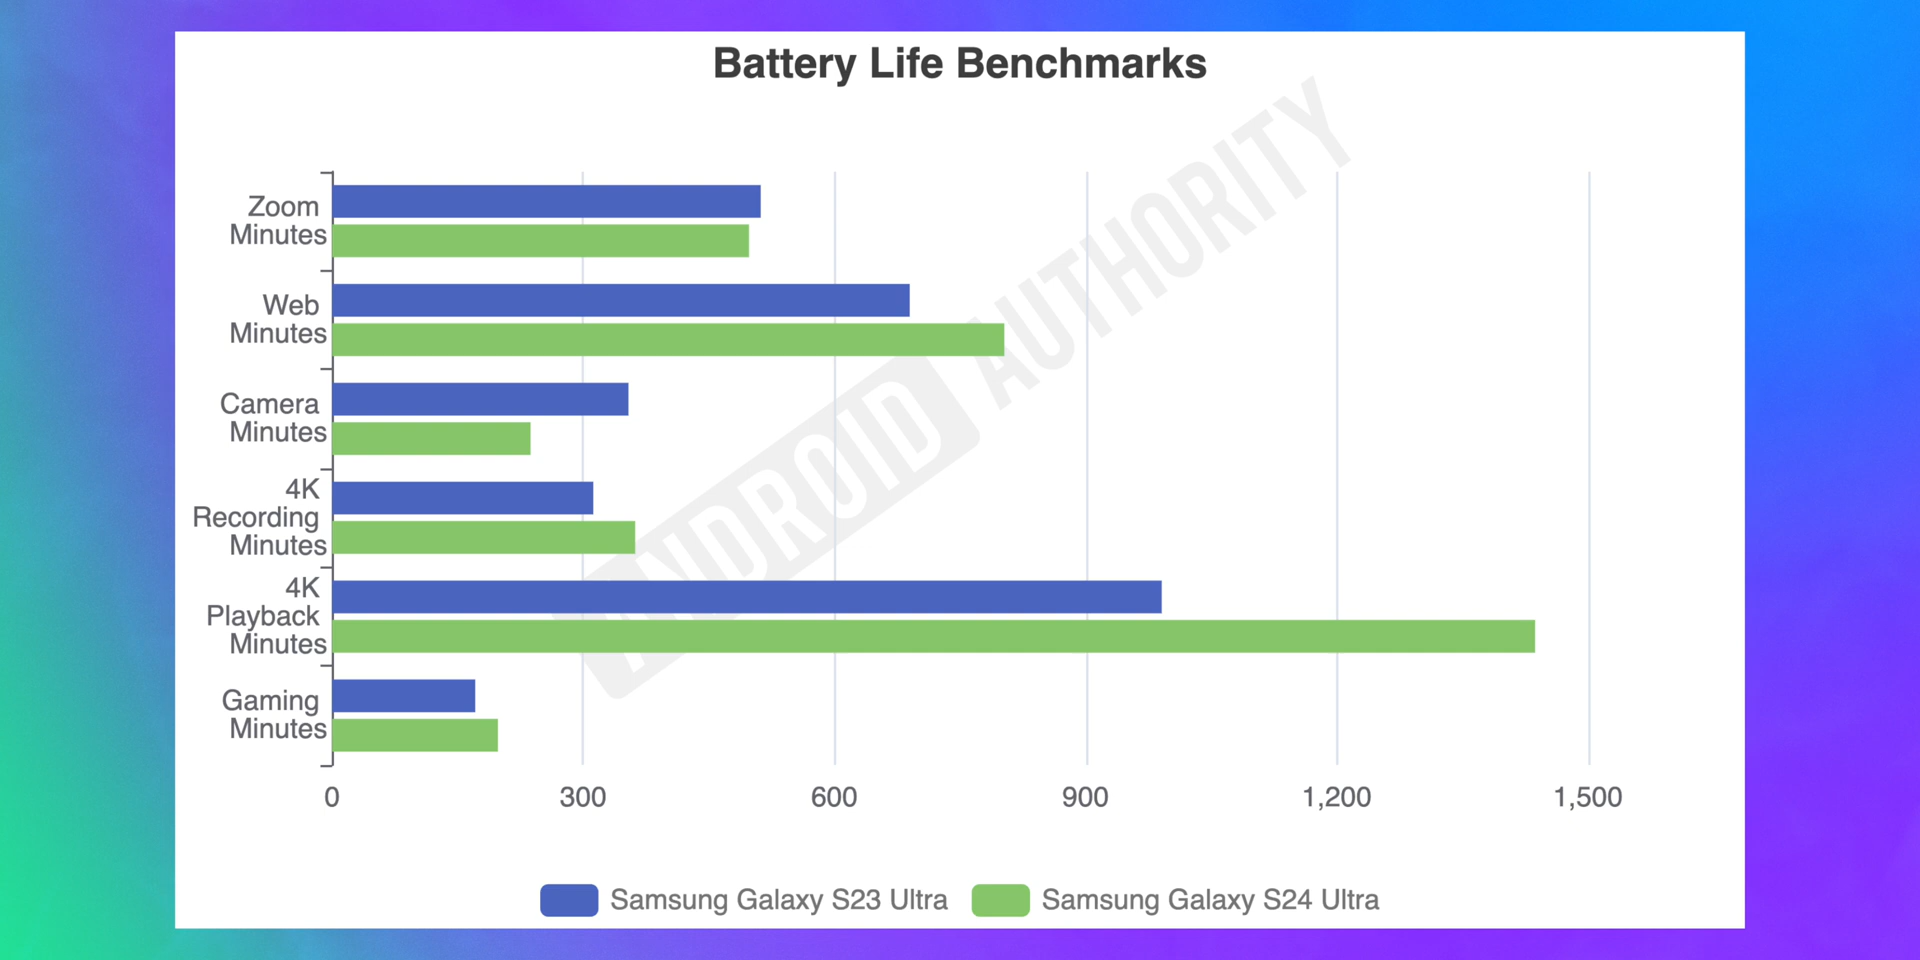 Battery Life Benchmarks
Zoom
Minutes
Web
Minutes
Camera
Minutes
4K
Recording
Minutes
4K
Playback
Minutes
Gaming
Minutes
0 300 600 900 1,200 1,500
Samsung Galaxy S23 Ultra Samsung Galaxy S24 Ultra
ANDROID AUTHORITY